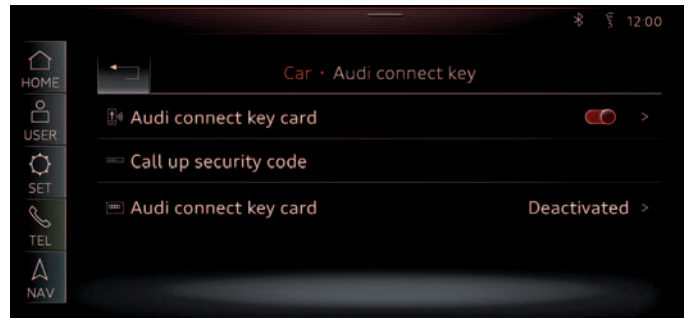 12:00
HOME
Car • Audi connect key
USER
Audi connect key card
SET
Call up security code
TEL
Audi connect key card Deactivated
NAV